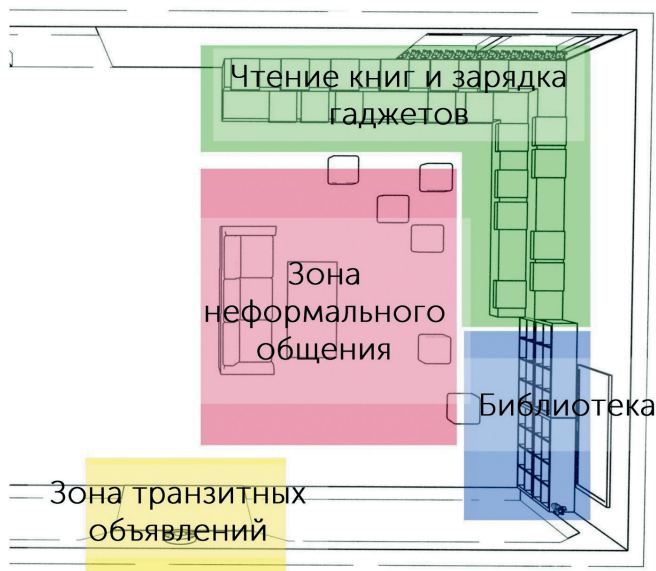 Чтение книг и зарядка
гаджетов
Зона
неформального
общения
Библиотека
Зона транзитных
объявлений